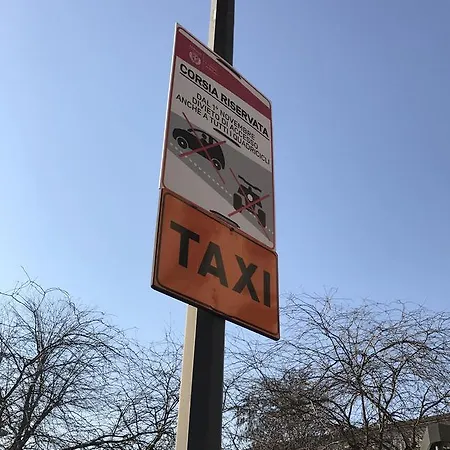 CORSIA RISERVATA
DAL 1° NOVEMBRE
DIVIETO DI ACCESSO
ANCHE A TUTTI I QUADRICICLI
TAXI